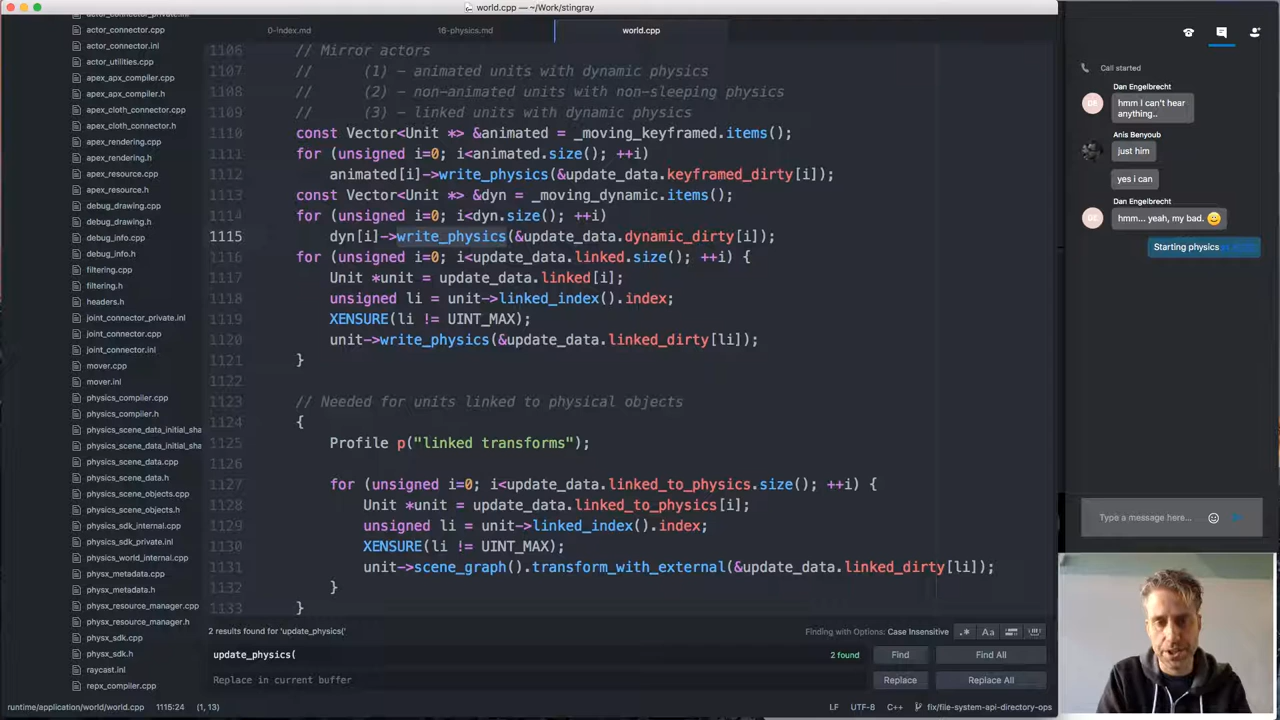 world.cpp — ~/Work/stingray
0-index.md
16-physics.md
world.cpp
actor_connector.cpp
actor_connector.inl
actor_utilities.cpp
apex_apx_compiler.cpp
apex_apx_compiler.h
apex_cloth_connector.cpp
apex_cloth_connector.h
apex_rendering.cpp
apex_rendering.h
apex_resource.cpp
apex_resource.h
debug_drawing.cpp
debug_drawing.h
debug_info.cpp
debug_info.h
filtering.cpp
filtering.h
headers.h
joint_connector_private.inl
joint_connector.cpp
joint_connector.inl
mover.cpp
mover.inl
physics_compiler.cpp
physics_compiler.h
physics_scene_data_initial_sha
physics_scene_data_initial_sha
physics_scene_data.cpp
physics_scene_data.h
physics_scene_objects.cpp
physics_scene_objects.h
physics_sdk_internal.cpp
physics_sdk_private.inl
physics_world_internal.cpp
physx_metadata.cpp
physx_metadata.h
physx_resource_manager.cpp
physx_resource_manager.h
physx_sdk.cpp
physx_sdk.h
raycast.inl
repx_compiler.cpp
1106 // Mirror actors
1107 // (1) – animated units with dynamic physics
1108 // (2) – non-animated units with non-sleeping physics
1109 // (3) – linked units with dynamic physics
1110 const Vector<Unit *> &animated = _moving_keyframed.items();
1111 for (unsigned i=0; i<animated.size(); ++i)
1112 animated[i]->write_physics(&update_data.keyframed_dirty[i]);
1113 const Vector<Unit *> &dyn = _moving_dynamic.items();
1114 for (unsigned i=0; i<dyn.size(); ++i)
1115 dyn[i]->write_physics(&update_data.dynamic_dirty[i]);
1116 for (unsigned i=0; i<update_data.linked.size(); ++i) {
1117 Unit *unit = update_data.linked[i];
1118 unsigned li = unit->linked_index().index;
1119 XENSURE(li != UINT_MAX);
1120 unit->write_physics(&update_data.linked_dirty[li]);
1121 }
1122
1123 // Needed for units linked to physical objects
1124 {
1125 Profile p("linked transforms");
1126
1127 for (unsigned i=0; i<update_data.linked_to_physics.size(); ++i) {
1128 Unit *unit = update_data.linked_to_physics[i];
1129 unsigned li = unit->linked_index().index;
1130 XENSURE(li != UINT_MAX);
1131 unit->scene_graph().transform_with_external(&update_data.linked_dirty[li]);
1132 }
1133 }
2 results found for 'update_physics('
Finding with Options: Case Insensitive
.*
Aa
update_physics(
2 found
Find
Find All
Replace in current buffer
Replace
Replace All
runtime/application/world/world.cpp 1115:24 (1, 13)
LF UTF-8 C++ fix/file-system-api-directory-ops
Call started
Dan Engelbrecht
DE
hmm I can't hear
anything..
Anis Benyoub
just him
yes i can
Dan Engelbrecht
DE
hmm... yeah, my bad.
Starting physics
Type a message here...